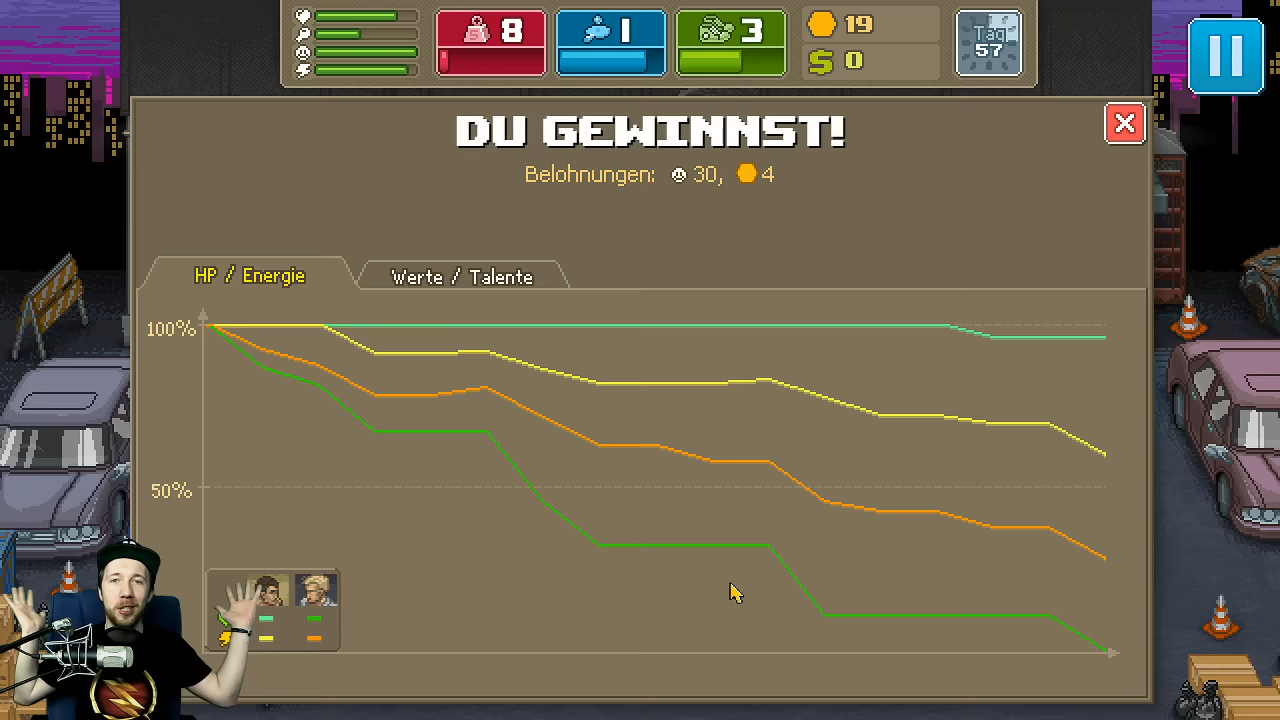 8
1
3
19
0
Tag
57
DU GEWINNST!
Belohnungen: 30, 4
HP / Energie
Werte / Talente
100%
50%